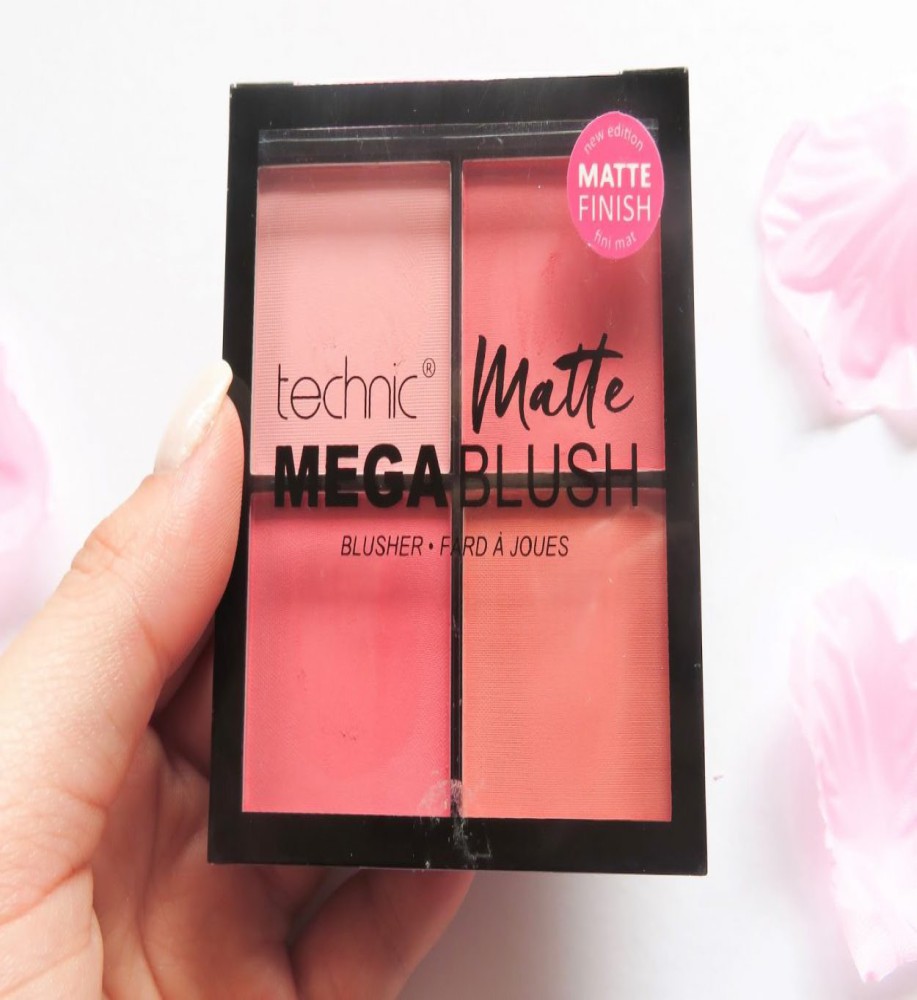 new edition
MATTE
FINISH
fini mat
technic®
Matte
MEGABLUSH
BLUSHER • FARD À JOUES